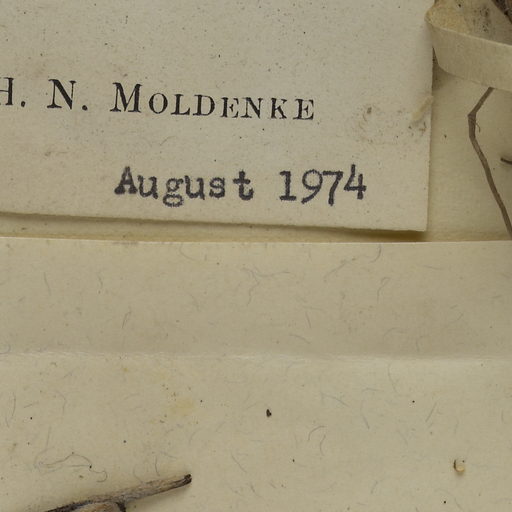 H. N. MOLDENKE
August 1974